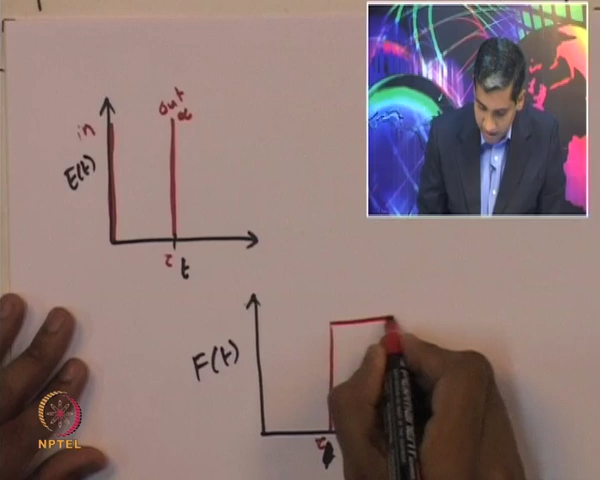 in
out
∝
E(t)
τ
t
F(t)
τ
NPTEL